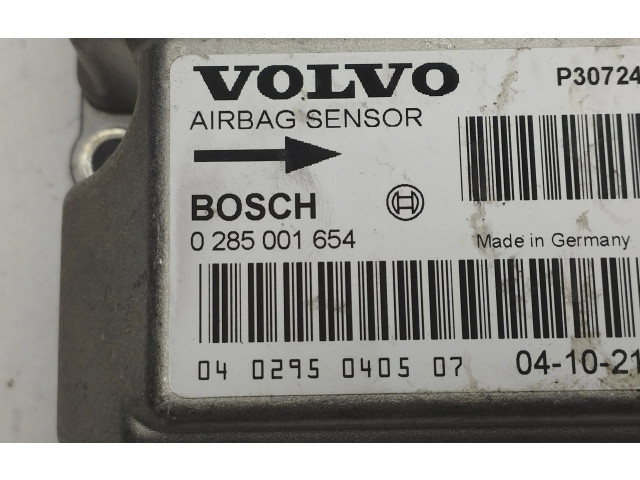 VOLVO P30724
AIRBAG SENSOR
BOSCH
0 285 001 654 Made in Germany
04 0295 0405 07 04-10-21